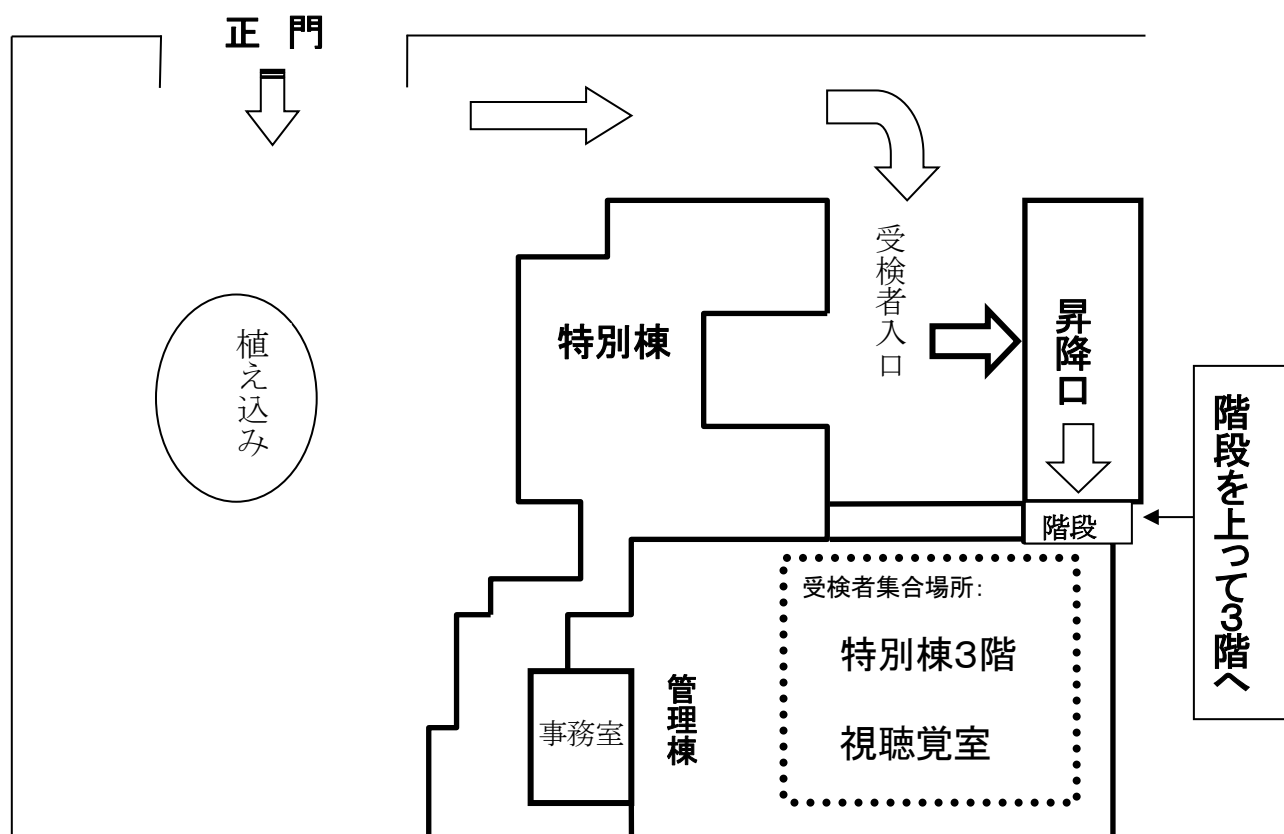 正 門
受検者入口
昇降口
特別棟
植え込み
階段を上って3階へ
階段
受検者集合場所:
特別棟3階
視聴覚室
管理棟
事務室